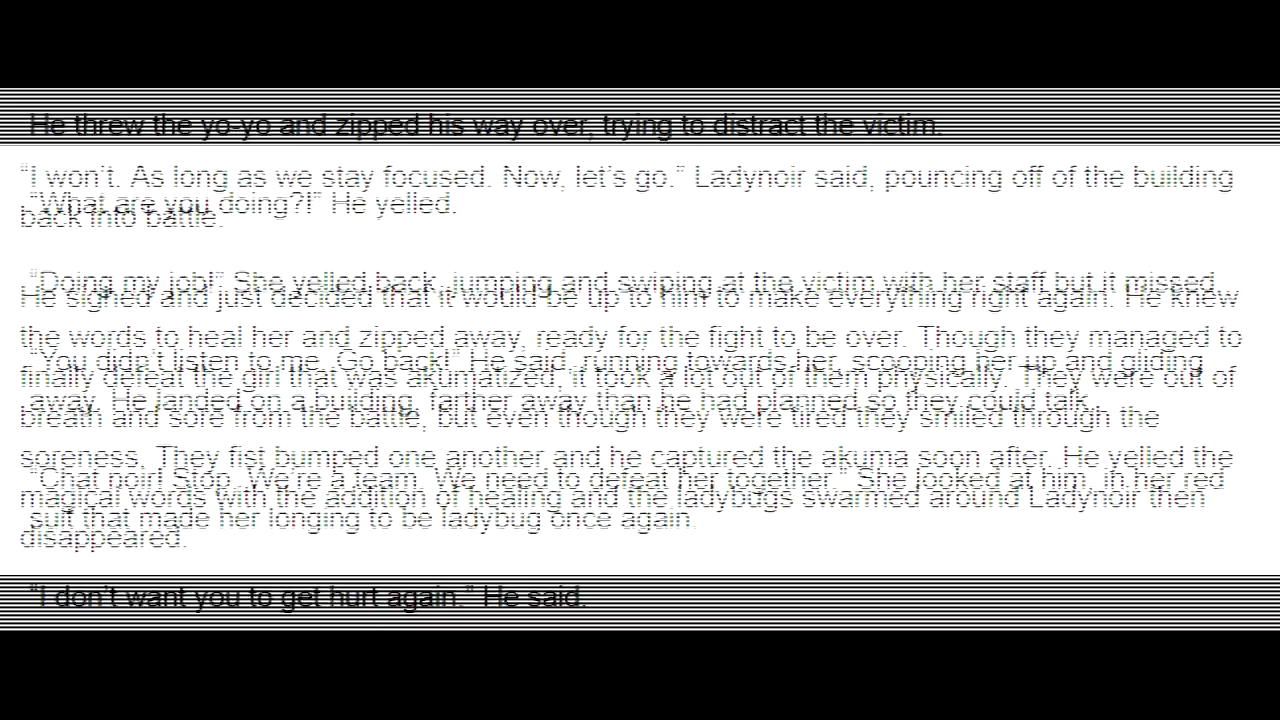 He threw the yo-yo and zipped his way over, trying to distract the victim.
"What are you doing?!" He yelled.
"Doing my job!" She yelled back, jumping and swiping at the victim with her staff but it missed.
"You didn't listen to me. Go back!" He said, running towards her, scooping her up and gliding
away. He landed on a building, farther away than he had planned so they could talk.
"Chat noir! Stop. We're a team. We need to defeat her together." She looked at him, in her red
suit that made her longing to be ladybug once again.
"I don't want you to get hurt again." He said.
"I won't. As long as we stay focused. Now, let's go." Ladynoir said, pouncing off of the building
back into battle.
He sighed and just decided that it would be up to him to make everything right again. He knew
the words to heal her and zipped away, ready for the fight to be over. Though they managed to
finally defeat the girl that was akumatized, it took a lot out of them physically. They were out of
breath and sore from the battle, but even though they were tired they smiled through the
soreness. They fist bumped one another and he captured the akuma soon after. He yelled the
magical words with the addition of healing and the ladybugs swarmed around Ladynoir then
disappeared.